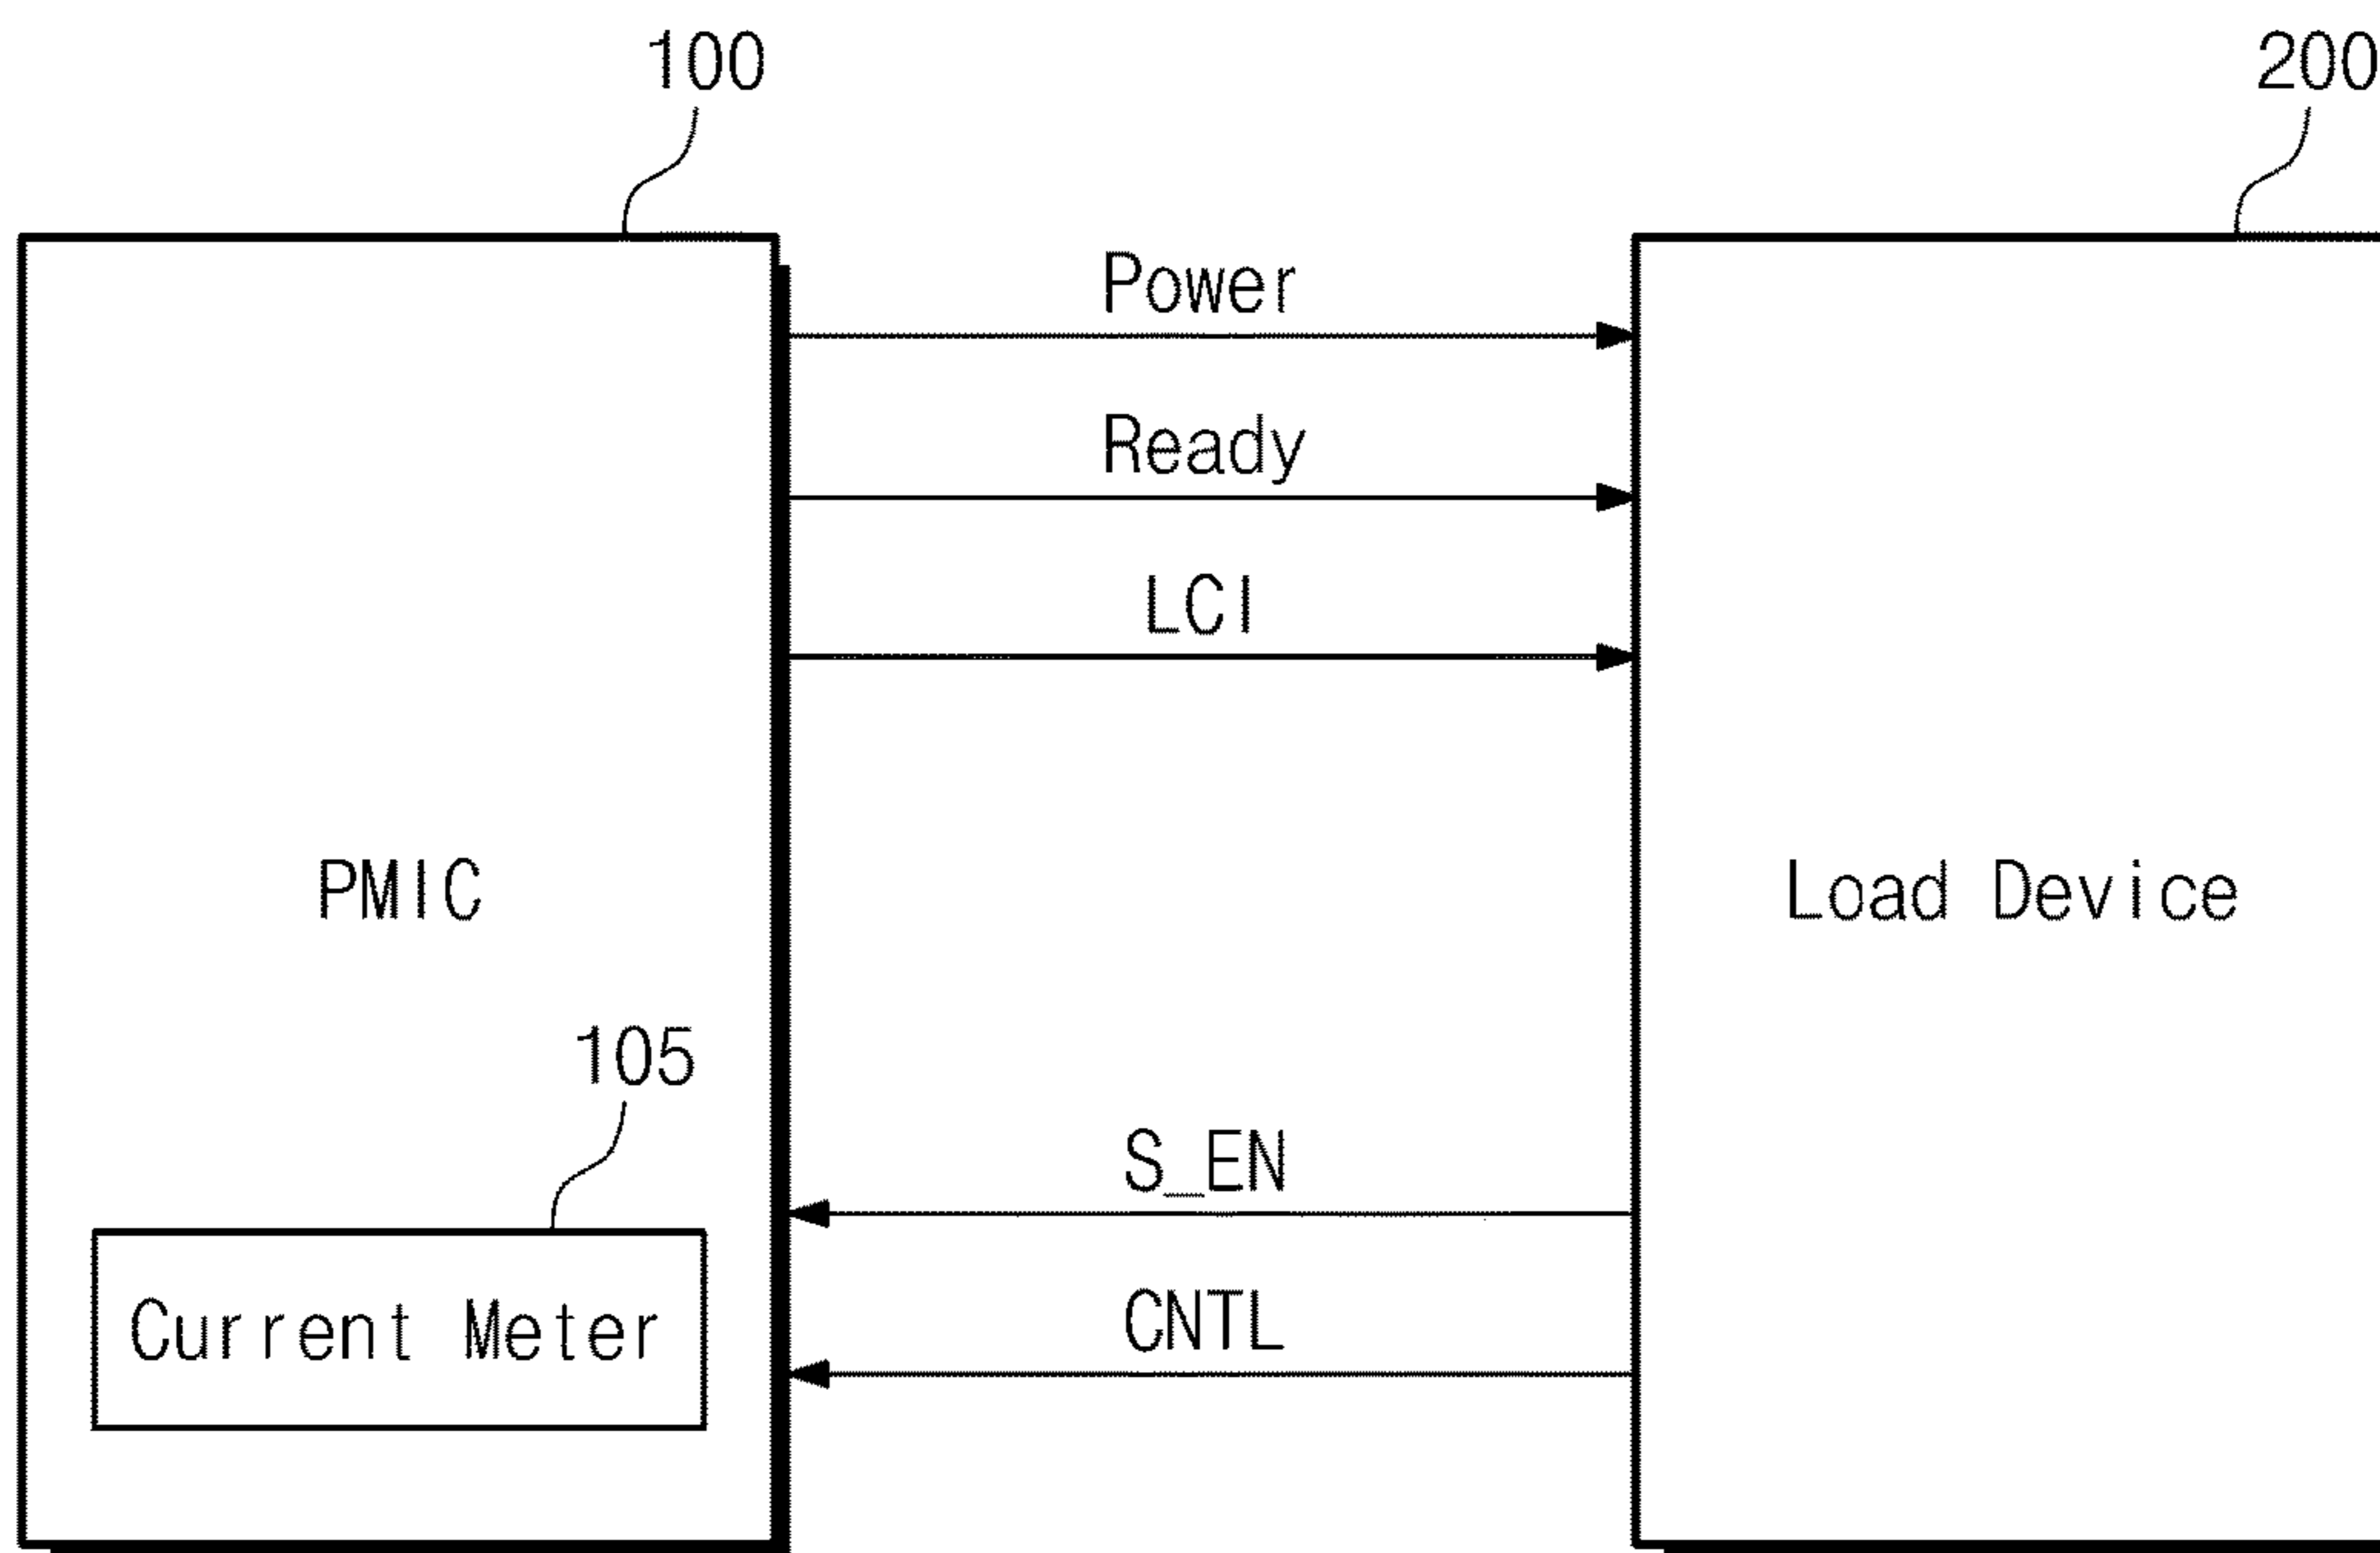 100
200
Power
Ready
LCI
PMIC
Load Device
105
S_EN
Current Meter
CNTL